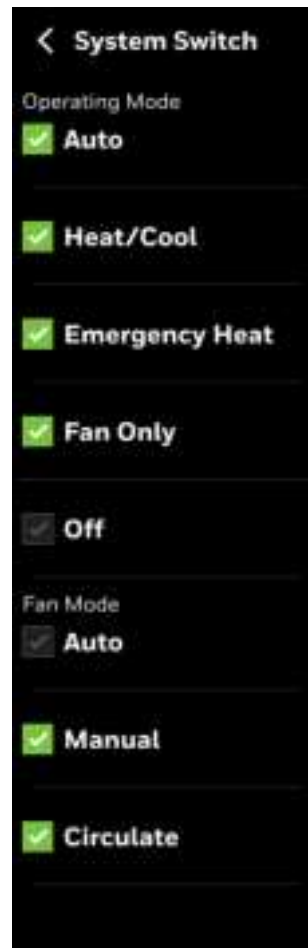 System Switch
Operating Mode
Auto
Heat/Cool
Emergency Heat
Fan Only
Off
Fan Mode
Auto
Manual
Circulate